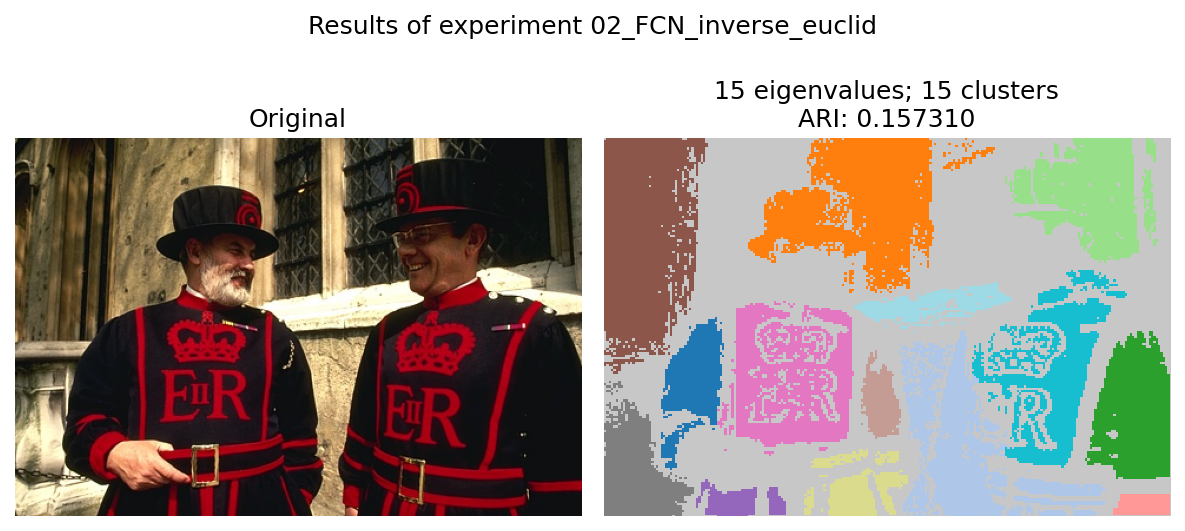 Results of experiment 02_FCN_inverse_euclid
Original
15 eigenvalues; 15 clusters
ARI: 0.157310
EIIR
EIIR
R